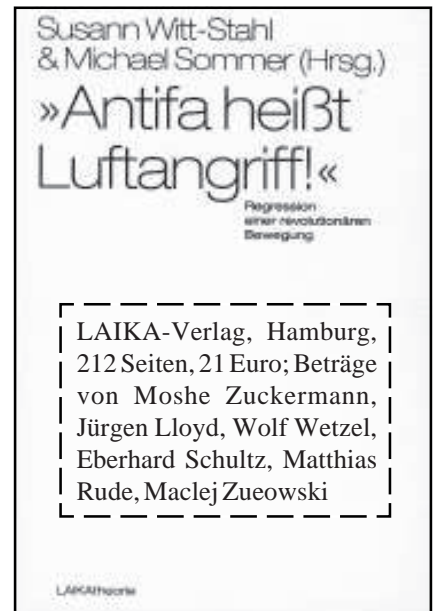 Susann Witt-Stahl
& Michael Sommer (Hrsg.)
»Antifa heißt
Luftangriff!«
Regression
einer revolutionären
Bewegung
LAIKA-Verlag, Hamburg,
212 Seiten, 21 Euro; Beträge
von Moshe Zuckermann,
Jürgen Lloyd, Wolf Wetzel,
Eberhard Schultz, Matthias
Rude, Maclej Zueowski
LAIKAtheorie